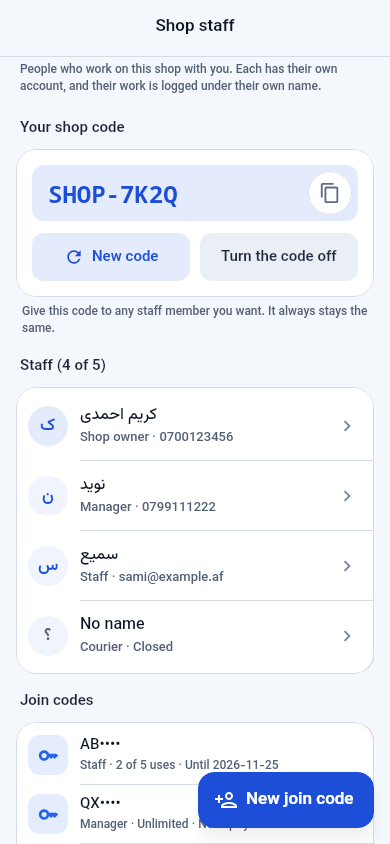 Shop staff
People who work on this shop with you. Each has their own
account, and their work is logged under their own name.
Your shop code
SHOP-7K2Q
New code
Turn the code off
Give this code to any staff member you want. It always stays the
same.
Staff (4 of 5)
ک
کریم احمدی
Shop owner · 0700123456
ن
نوید
Manager · 0799111222
س
سمیع
Staff · sami@example.af
؟
No name
Courier · Closed
Join codes
AB••••
Staff · 2 of 5 uses · Until 2026-11-25
QX••••
Manager · Unlimited ·
New join code